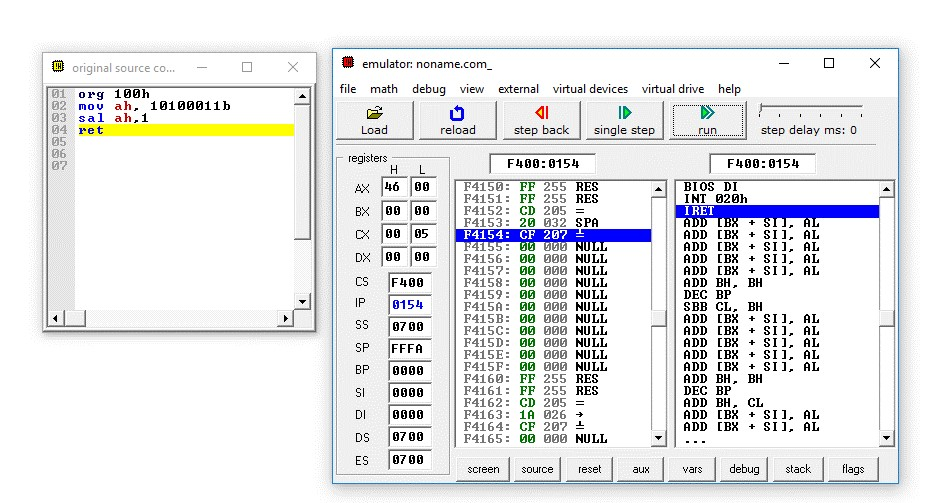 original source co...
01 org 100h
02 mov ah, 10100011b
03 sal ah,1
04 ret
05
06
07
emulator: noname.com_
file math debug view external virtual devices virtual drive help
Load reload step back single step run step delay ms: 0
registers F400:0154 F400:0154
H L
AX 46 00
BX 00 00
CX 00 05
DX 00 00
CS F400
IP 0154
SS 0700
SP FFFA
BP 0000
SI 0000
DI 0000
DS 0700
ES 0700
F4150: FF 255 RES
F4151: FF 255 RES
F4152: CD 205 =
F4153: 20 032 SPA
F4154: CF 207 ╧
F4155: 00 000 NULL
F4156: 00 000 NULL
F4157: 00 000 NULL
F4158: 00 000 NULL
F4159: 00 000 NULL
F415A: 00 000 NULL
F415B: 00 000 NULL
F415C: 00 000 NULL
F415D: 00 000 NULL
F415E: 00 000 NULL
F415F: 00 000 NULL
F4160: FF 255 RES
F4161: FF 255 RES
F4162: CD 205 =
F4163: 1A 026 →
F4164: CF 207 ╧
F4165: 00 000 NULL
BIOS DI
INT 020h
IRET
ADD [BX + SI], AL
ADD [BX + SI], AL
ADD [BX + SI], AL
ADD [BX + SI], AL
ADD [BX + SI], AL
ADD BH, BH
DEC BP
SBB CL, BH
ADD [BX + SI], AL
ADD [BX + SI], AL
ADD [BX + SI], AL
ADD [BX + SI], AL
ADD [BX + SI], AL
ADD BH, BH
DEC BP
ADD BH, CL
ADD [BX + SI], AL
ADD [BX + SI], AL
...
screen source reset aux vars debug stack flags